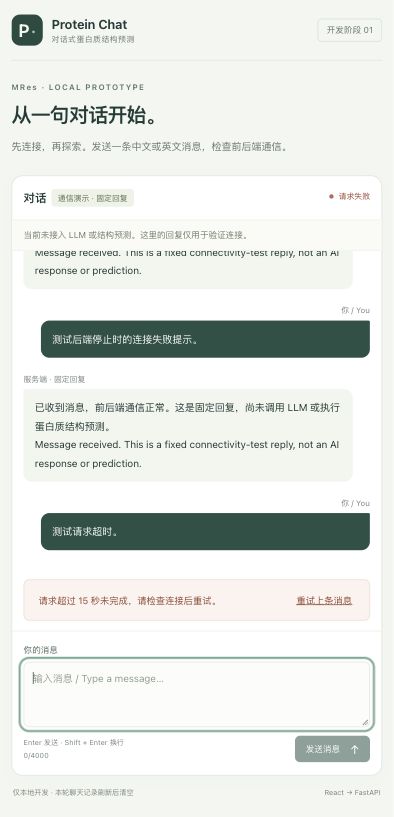 P·
Protein Chat
对话式蛋白质结构预测
开发阶段 01
MRes · LOCAL PROTOTYPE
从一句对话开始。
先连接，再探索。发送一条中文或英文消息，检查前后端通信。
对话
通信演示 · 固定回复
请求失败
当前未接入 LLM 或结构预测。这里的回复仅用于验证连接。
Message received. This is a fixed connectivity-test reply, not an AI
response or prediction.
你 / You
测试后端停止时的连接失败提示。
服务端 · 固定回复
已收到消息，前后端通信正常。这是固定回复，尚未调用 LLM 或执行
蛋白质结构预测。
Message received. This is a fixed connectivity-test reply, not an AI
response or prediction.
你 / You
测试请求超时。
请求超过 15 秒未完成，请检查连接后重试。
重试上条消息
你的消息
输入消息 / Type a message...
Enter 发送 · Shift + Enter 换行
0/4000
发送消息 ↑
仅本地开发 · 本轮聊天记录刷新后清空
React → FastAPI